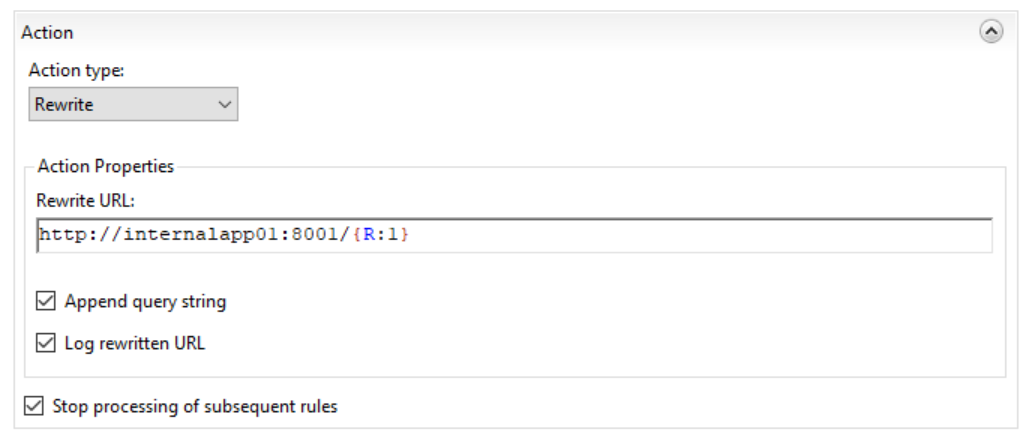 Action
Action type:
Rewrite
Action Properties
Rewrite URL:
http://internalapp01:8001/{R:1}
Append query string
Log rewritten URL
Stop processing of subsequent rules